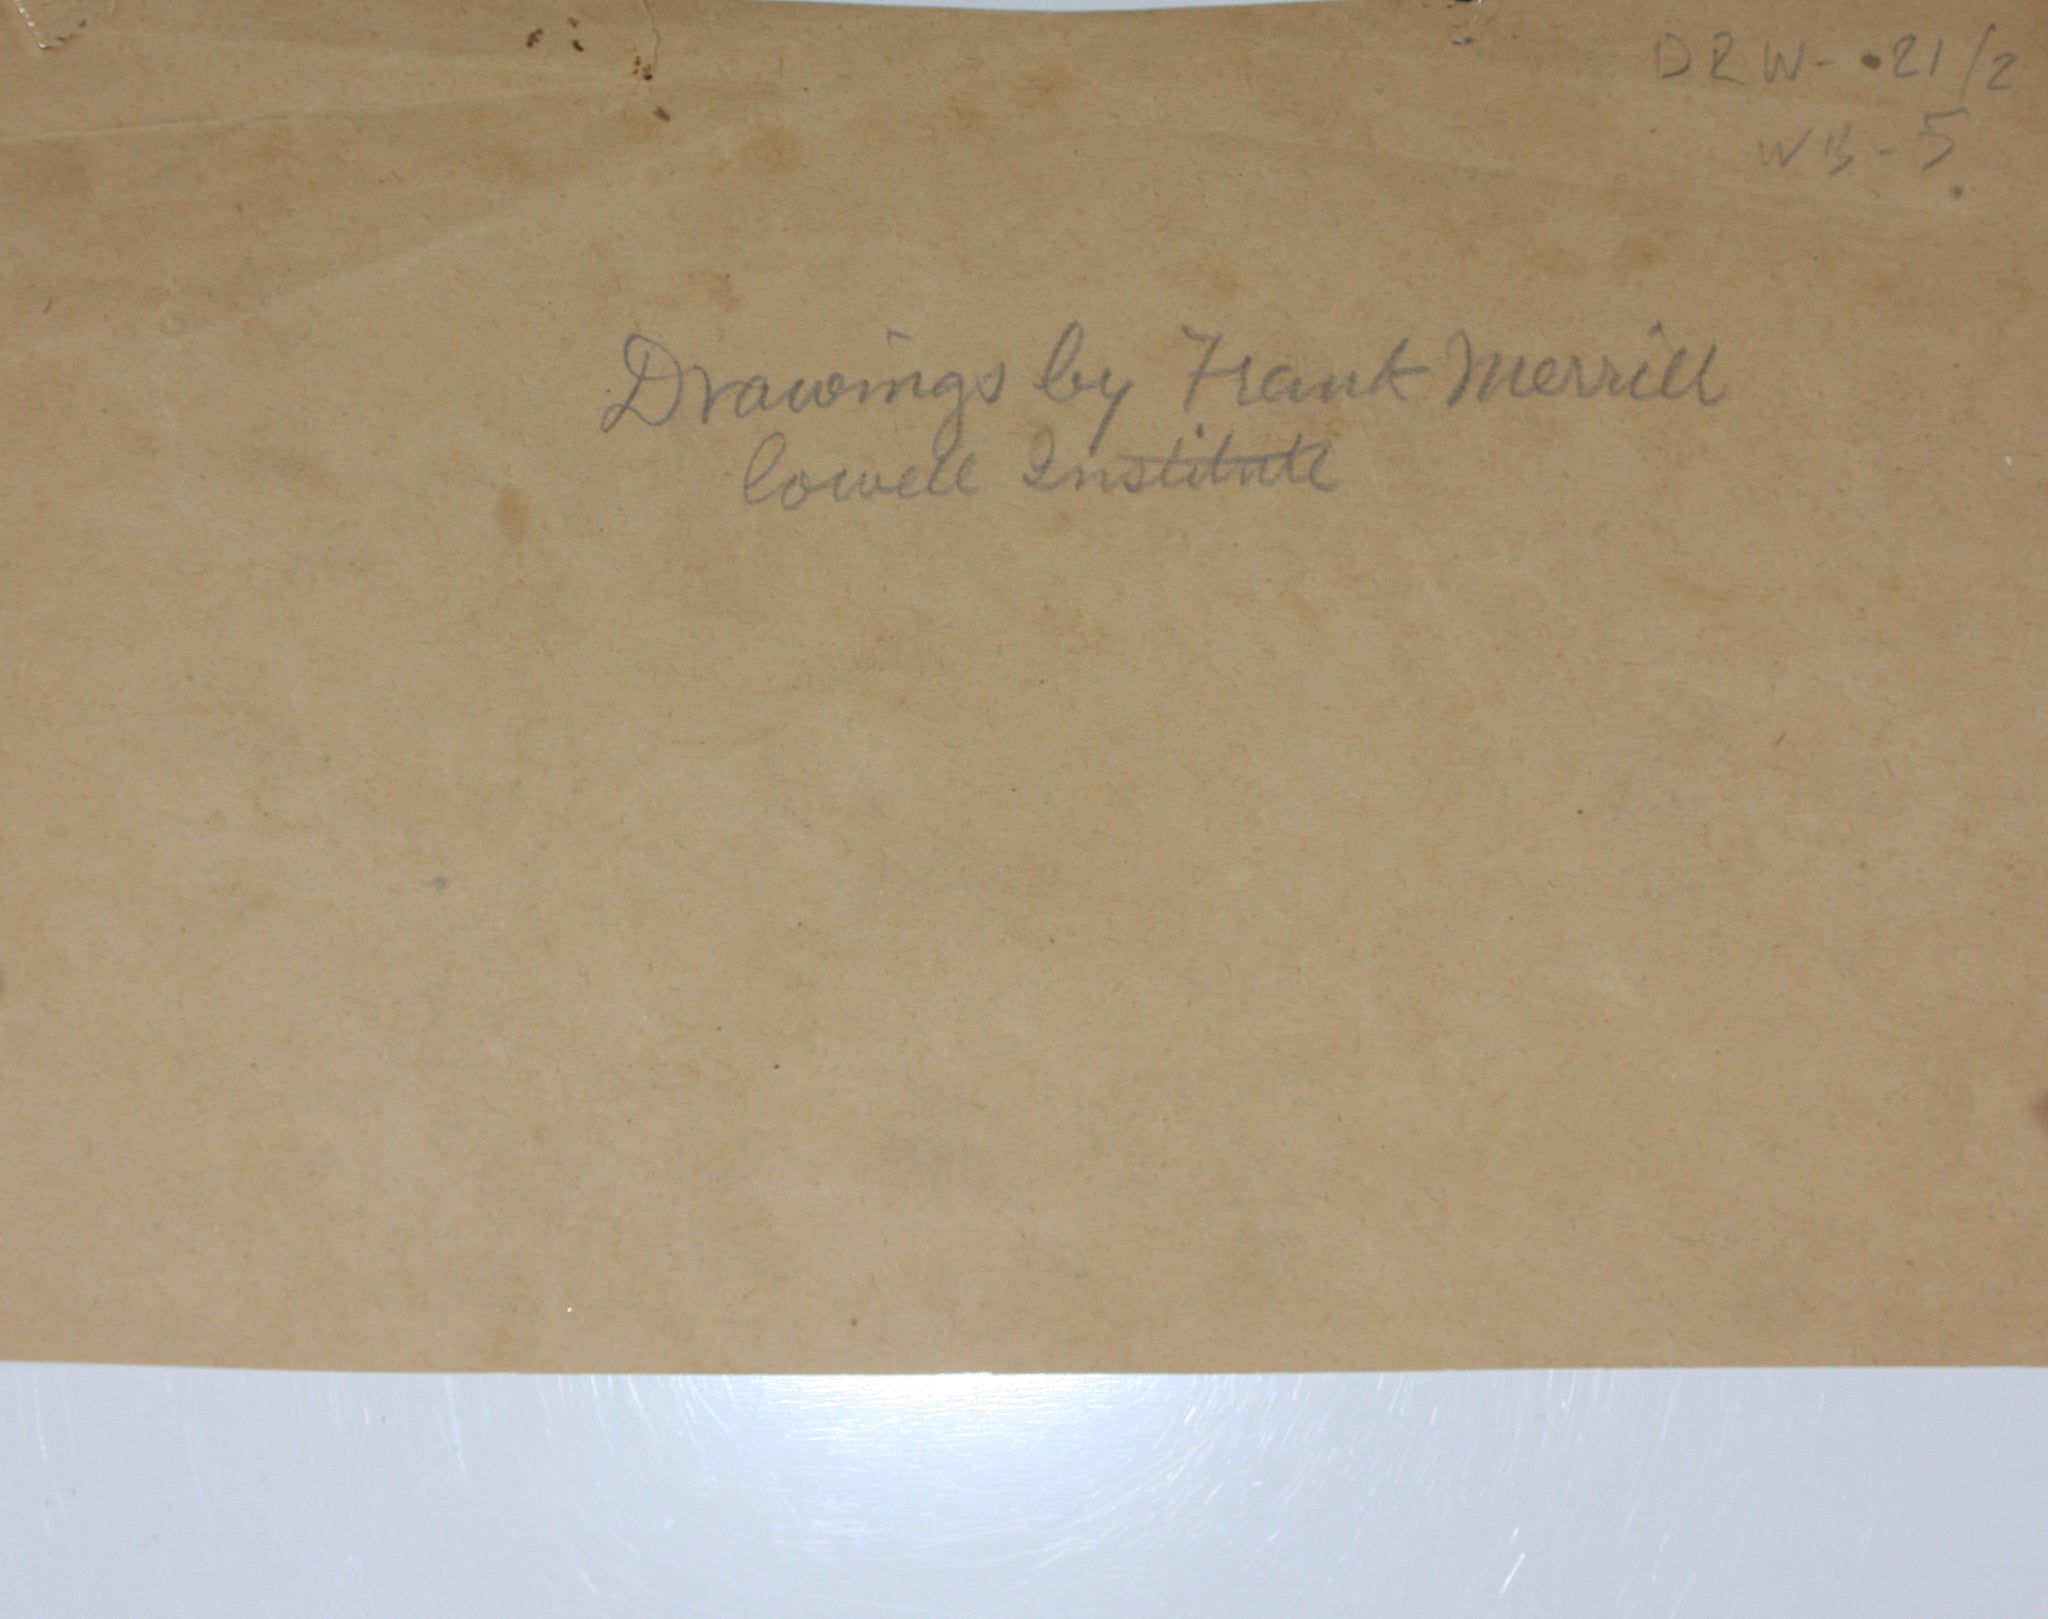 DRW-21/2
WB-5
Drawings by Frank Merrill
Lowell Institute